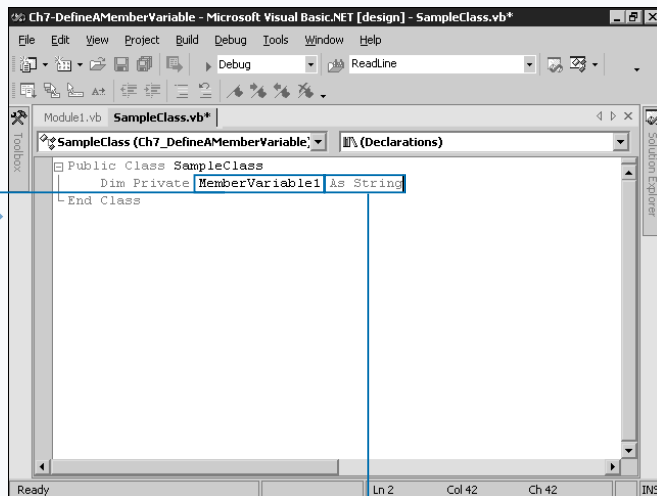 Ch7-DefineAMemberVariable - Microsoft Visual Basic.NET [design] - SampleClass.vb*
File Edit View Project Build Debug Tools Window Help
Debug ReadLine
Module1.vb SampleClass.vb*
SampleClass (Ch7_DefineAMemberVariable) (Declarations)
Toolbox
Solution Explorer
Public Class SampleClass
Dim Private MemberVariable1 As String
End Class
Ready Ln 2 Col 42 Ch 42 INS